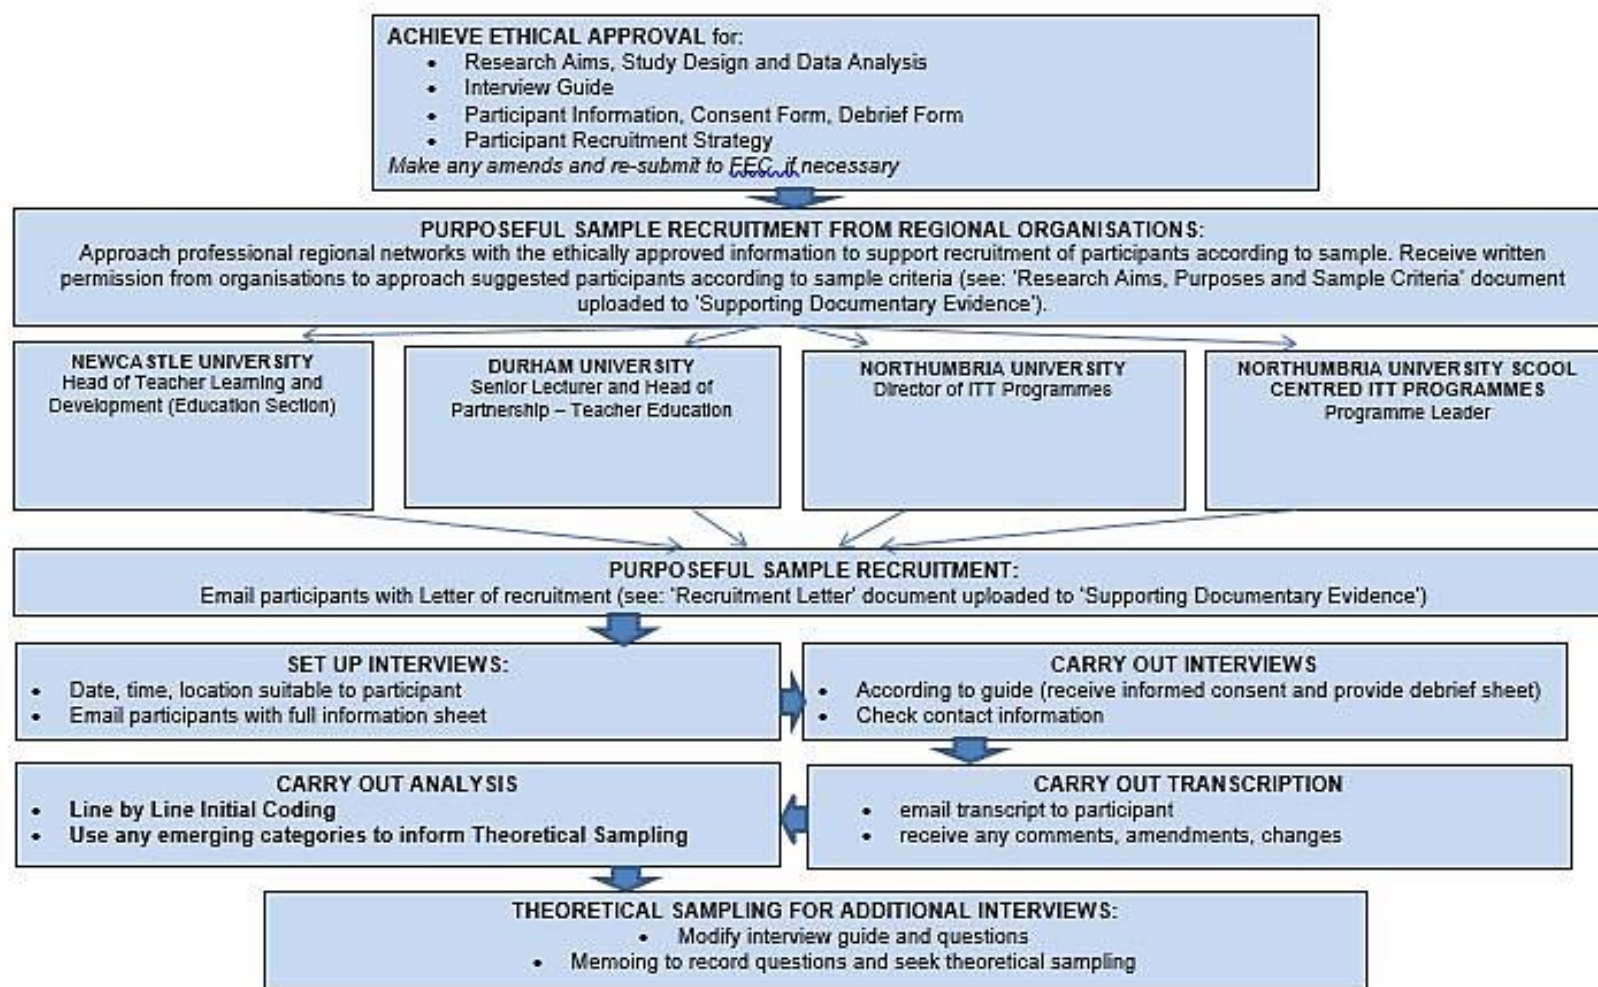 ACHIEVE ETHICAL APPROVAL for:
• Research Aims, Study Design and Data Analysis
• Interview Guide
• Participant Information, Consent Form, Debrief Form
• Participant Recruitment Strategy
Make any amends and re-submit to FEC, if necessary
PURPOSEFUL SAMPLE RECRUITMENT FROM REGIONAL ORGANISATIONS:
Approach professional regional networks with the ethically approved information to support recruitment of participants according to sample. Receive written
permission from organisations to approach suggested participants according to sample criteria (see: 'Research Aims, Purposes and Sample Criteria' document
uploaded to 'Supporting Documentary Evidence').
NEWCASTLE UNIVERSITY
Head of Teacher Learning and
Development (Education Section)
DURHAM UNIVERSITY
Senior Lecturer and Head of
Partnership – Teacher Education
NORTHUMBRIA UNIVERSITY
Director of ITT Programmes
NORTHUMBRIA UNIVERSITY SCOOL
CENTRED ITT PROGRAMMES
Programme Leader
PURPOSEFUL SAMPLE RECRUITMENT:
Email participants with Letter of recruitment (see: 'Recruitment Letter' document uploaded to 'Supporting Documentary Evidence')
SET UP INTERVIEWS:
• Date, time, location suitable to participant
• Email participants with full information sheet
CARRY OUT INTERVIEWS
• According to guide (receive informed consent and provide debrief sheet)
• Check contact information
CARRY OUT TRANSCRIPTION
• email transcript to participant
• receive any comments, amendments, changes
CARRY OUT ANALYSIS
• Line by Line Initial Coding
• Use any emerging categories to inform Theoretical Sampling
THEORETICAL SAMPLING FOR ADDITIONAL INTERVIEWS:
• Modify interview guide and questions
• Memoing to record questions and seek theoretical sampling